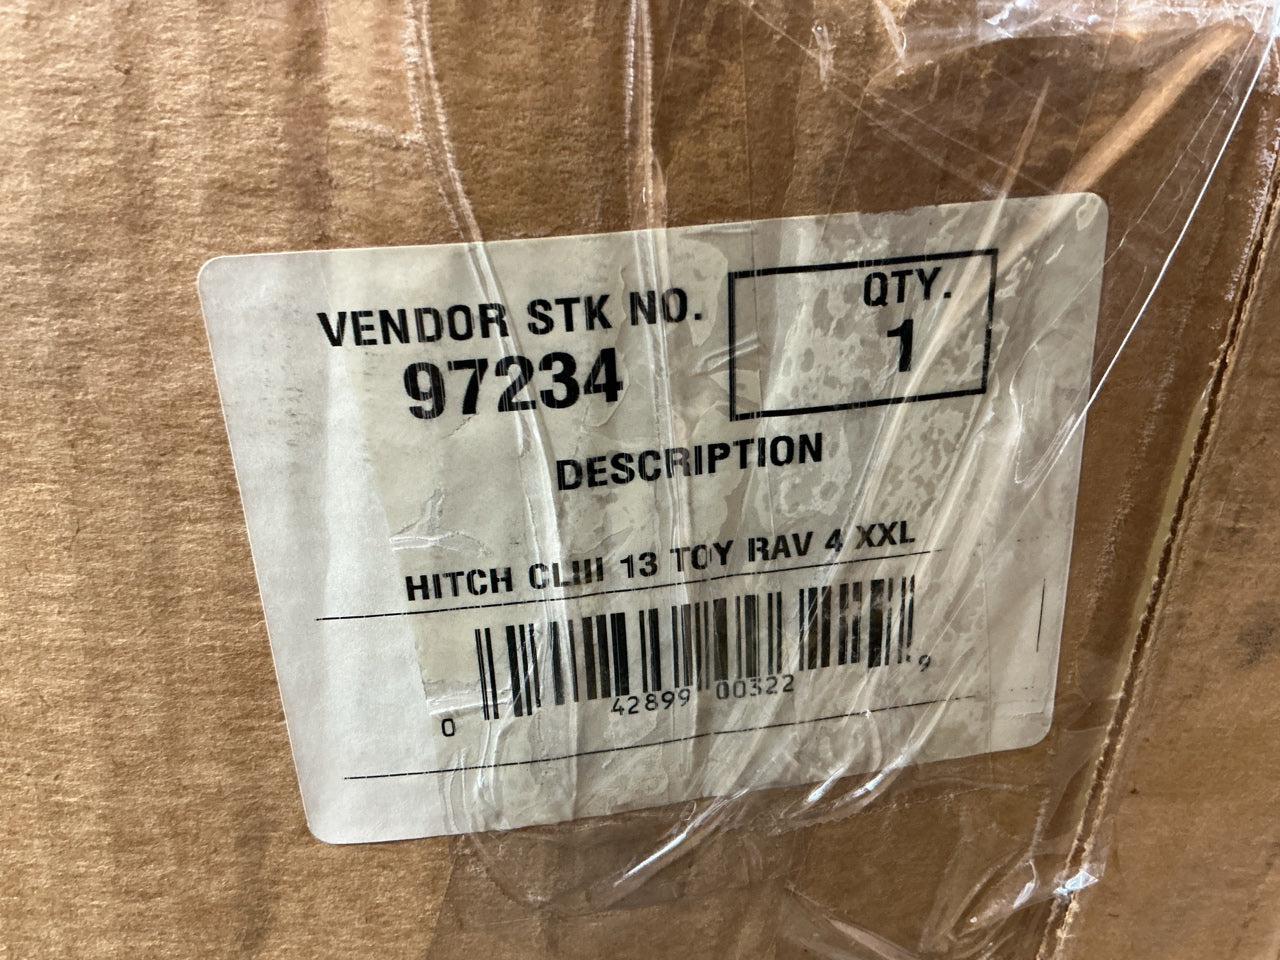 VENDOR STK NO.
97234
QTY.
1
DESCRIPTION
HITCH CLIII 13 TOY RAV 4 XXL
0 42899 00322 9